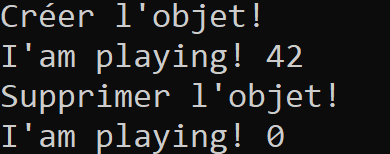 Créer l'objet!
I'am playing! 42
Supprimer l'objet!
I'am playing! 0